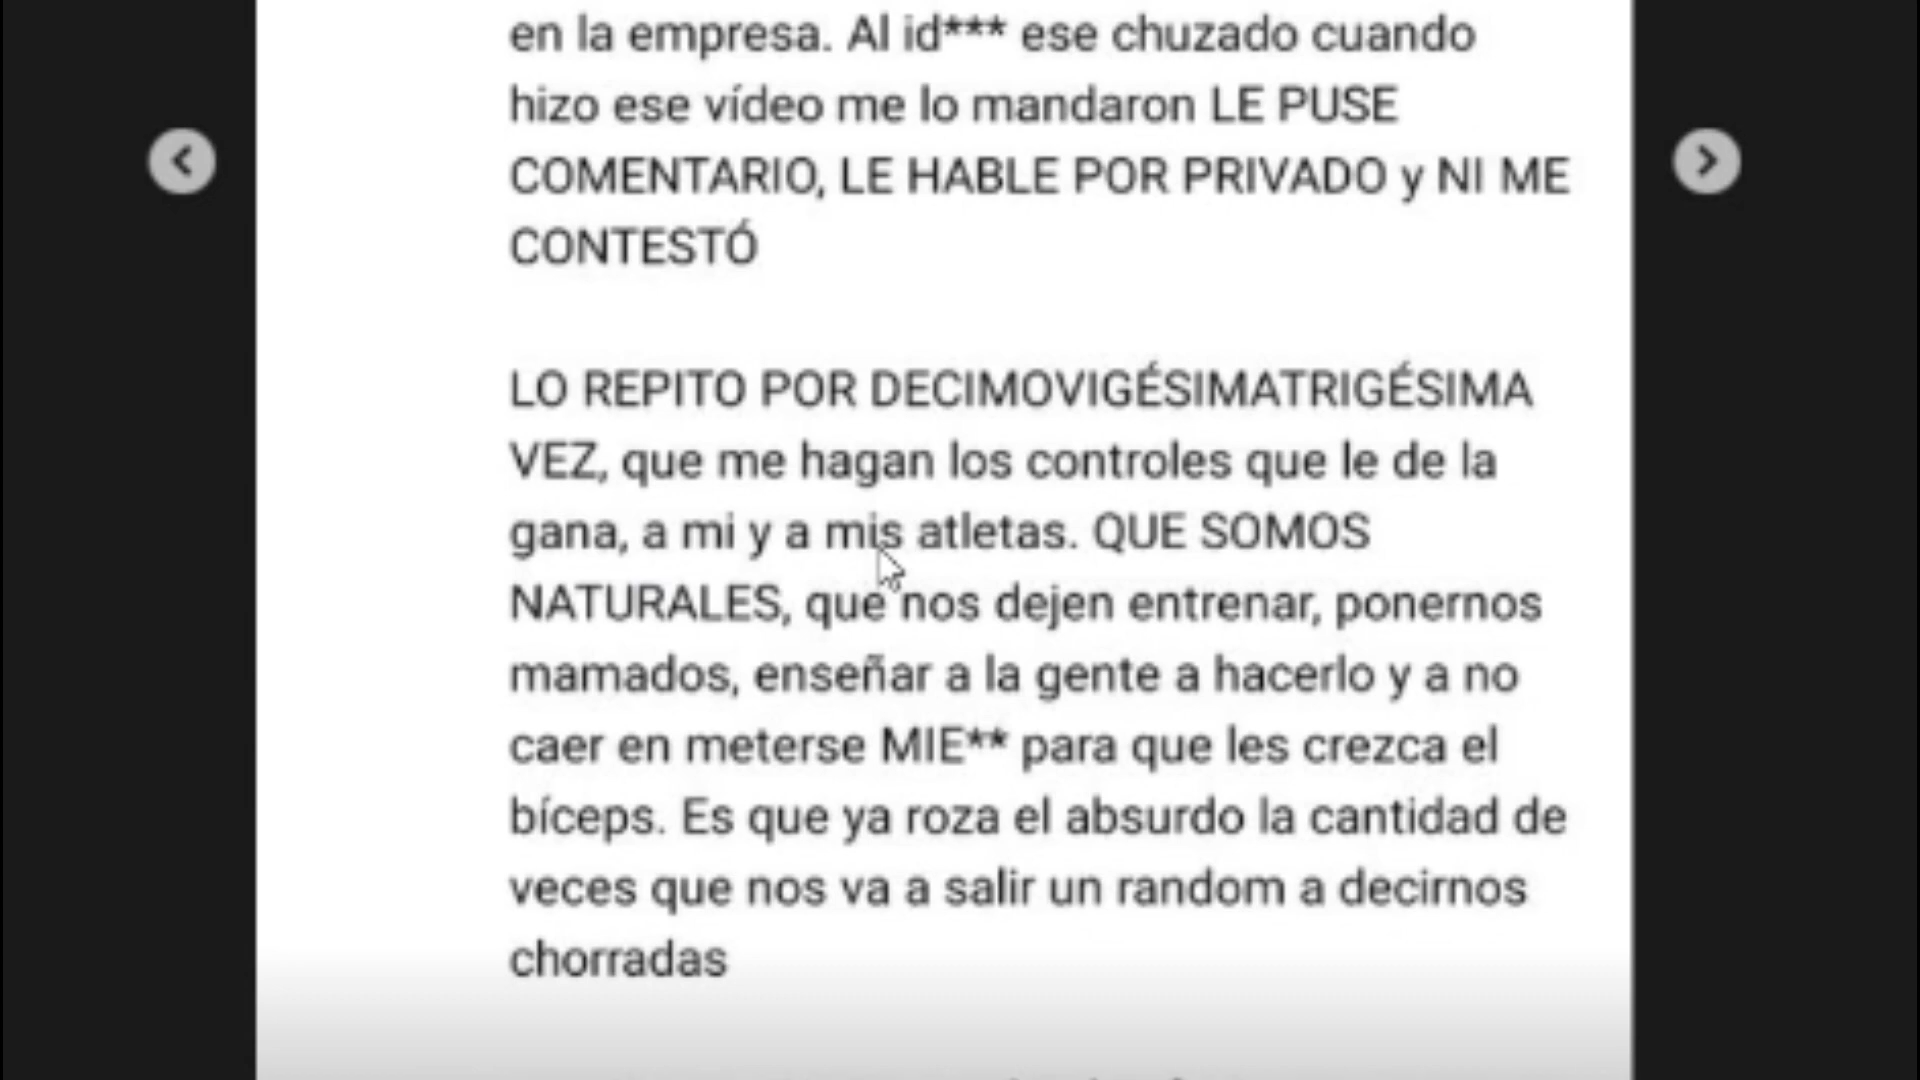 en la empresa. Al id*** ese chuzado cuando
hizo ese vídeo me lo mandaron LE PUSE
COMENTARIO, LE HABLE POR PRIVADO y NI ME
CONTESTÓ
LO REPITO POR DECIMOVIGÉSIMATRIGÉSIMA
VEZ, que me hagan los controles que le de la
gana, a mi y a mis atletas. QUE SOMOS
NATURALES, que nos dejen entrenar, ponernos
mamados, enseñar a la gente a hacerlo y a no
caer en meterse MIE** para que les crezca el
bíceps. Es que ya roza el absurdo la cantidad de
veces que nos va a salir un random a decirnos
chorradas